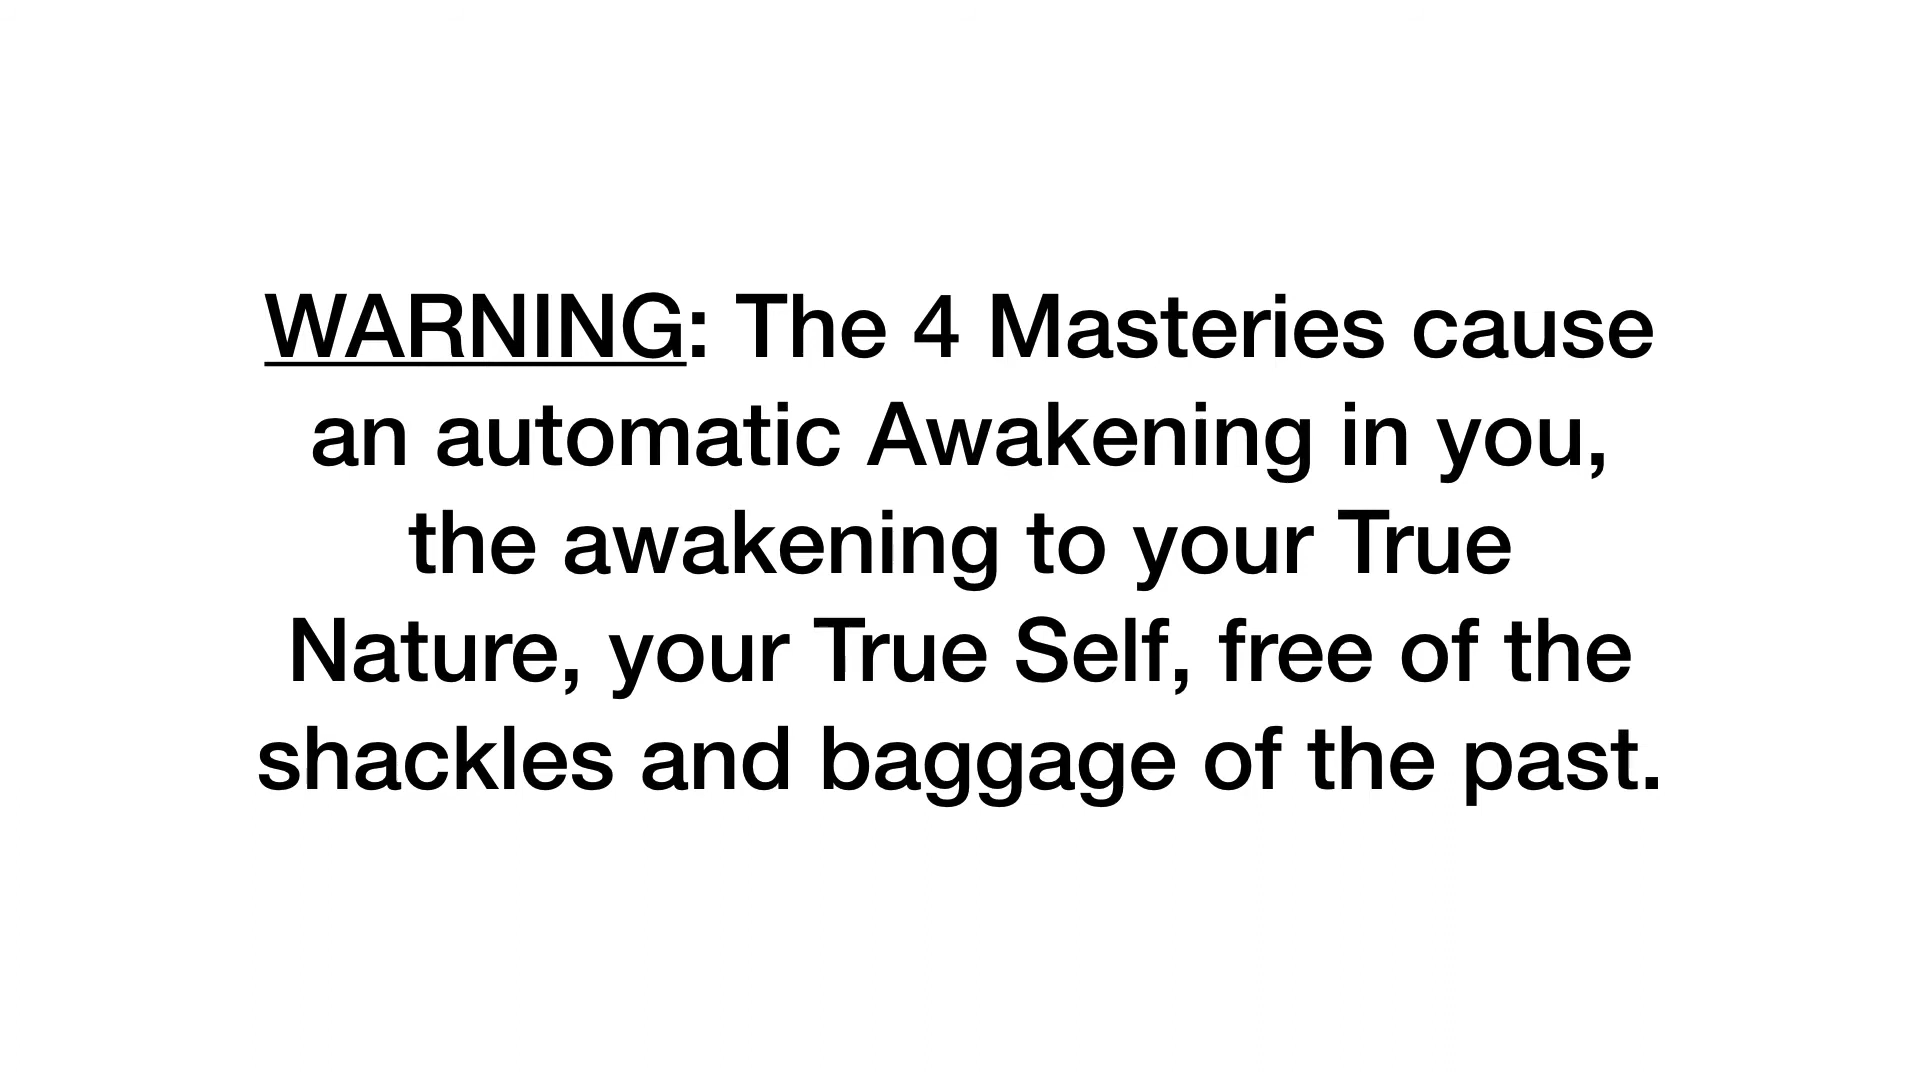 WARNING: The 4 Masteries cause
an automatic Awakening in you,
the awakening to your True
Nature, your True Self, free of the
shackles and baggage of the past.